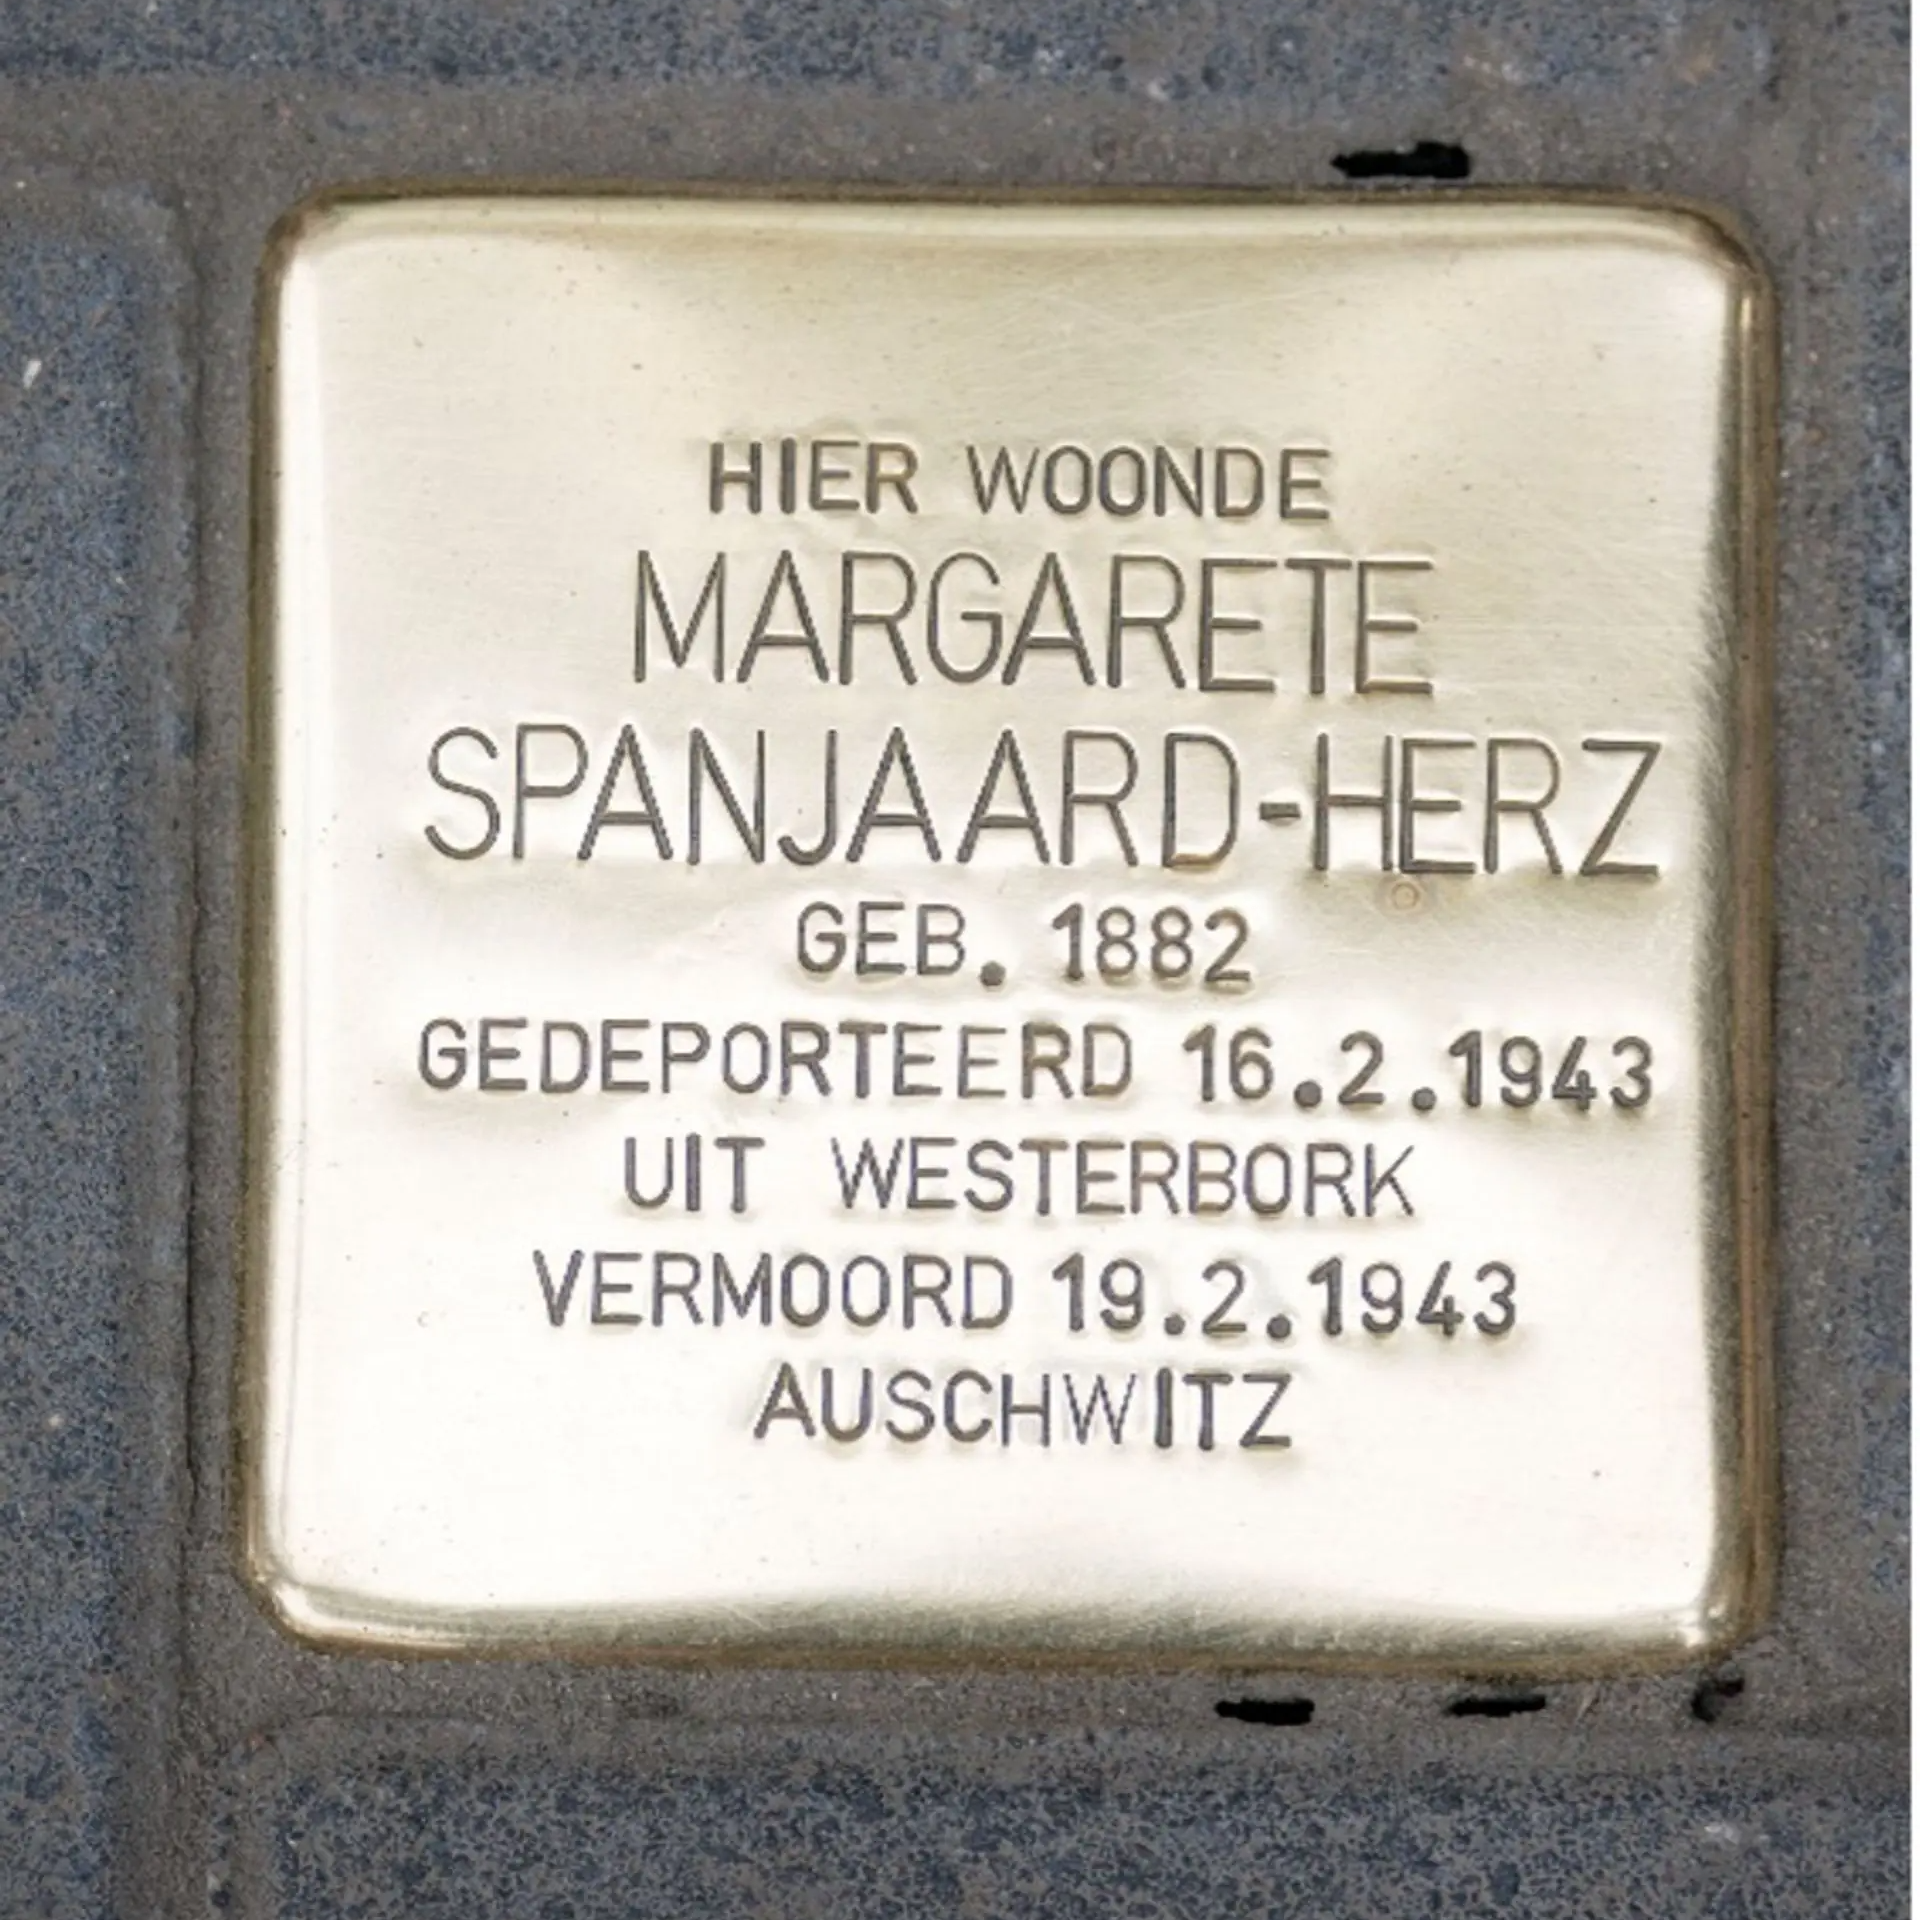 HIER WOONDE
MARGARETE
SPANJAARD-HERZ
GEB. 1882
GEDEPORTEERD 16.2.1943
UIT WESTERBORK
VERMOORD 19.2.1943
AUSCHWITZ